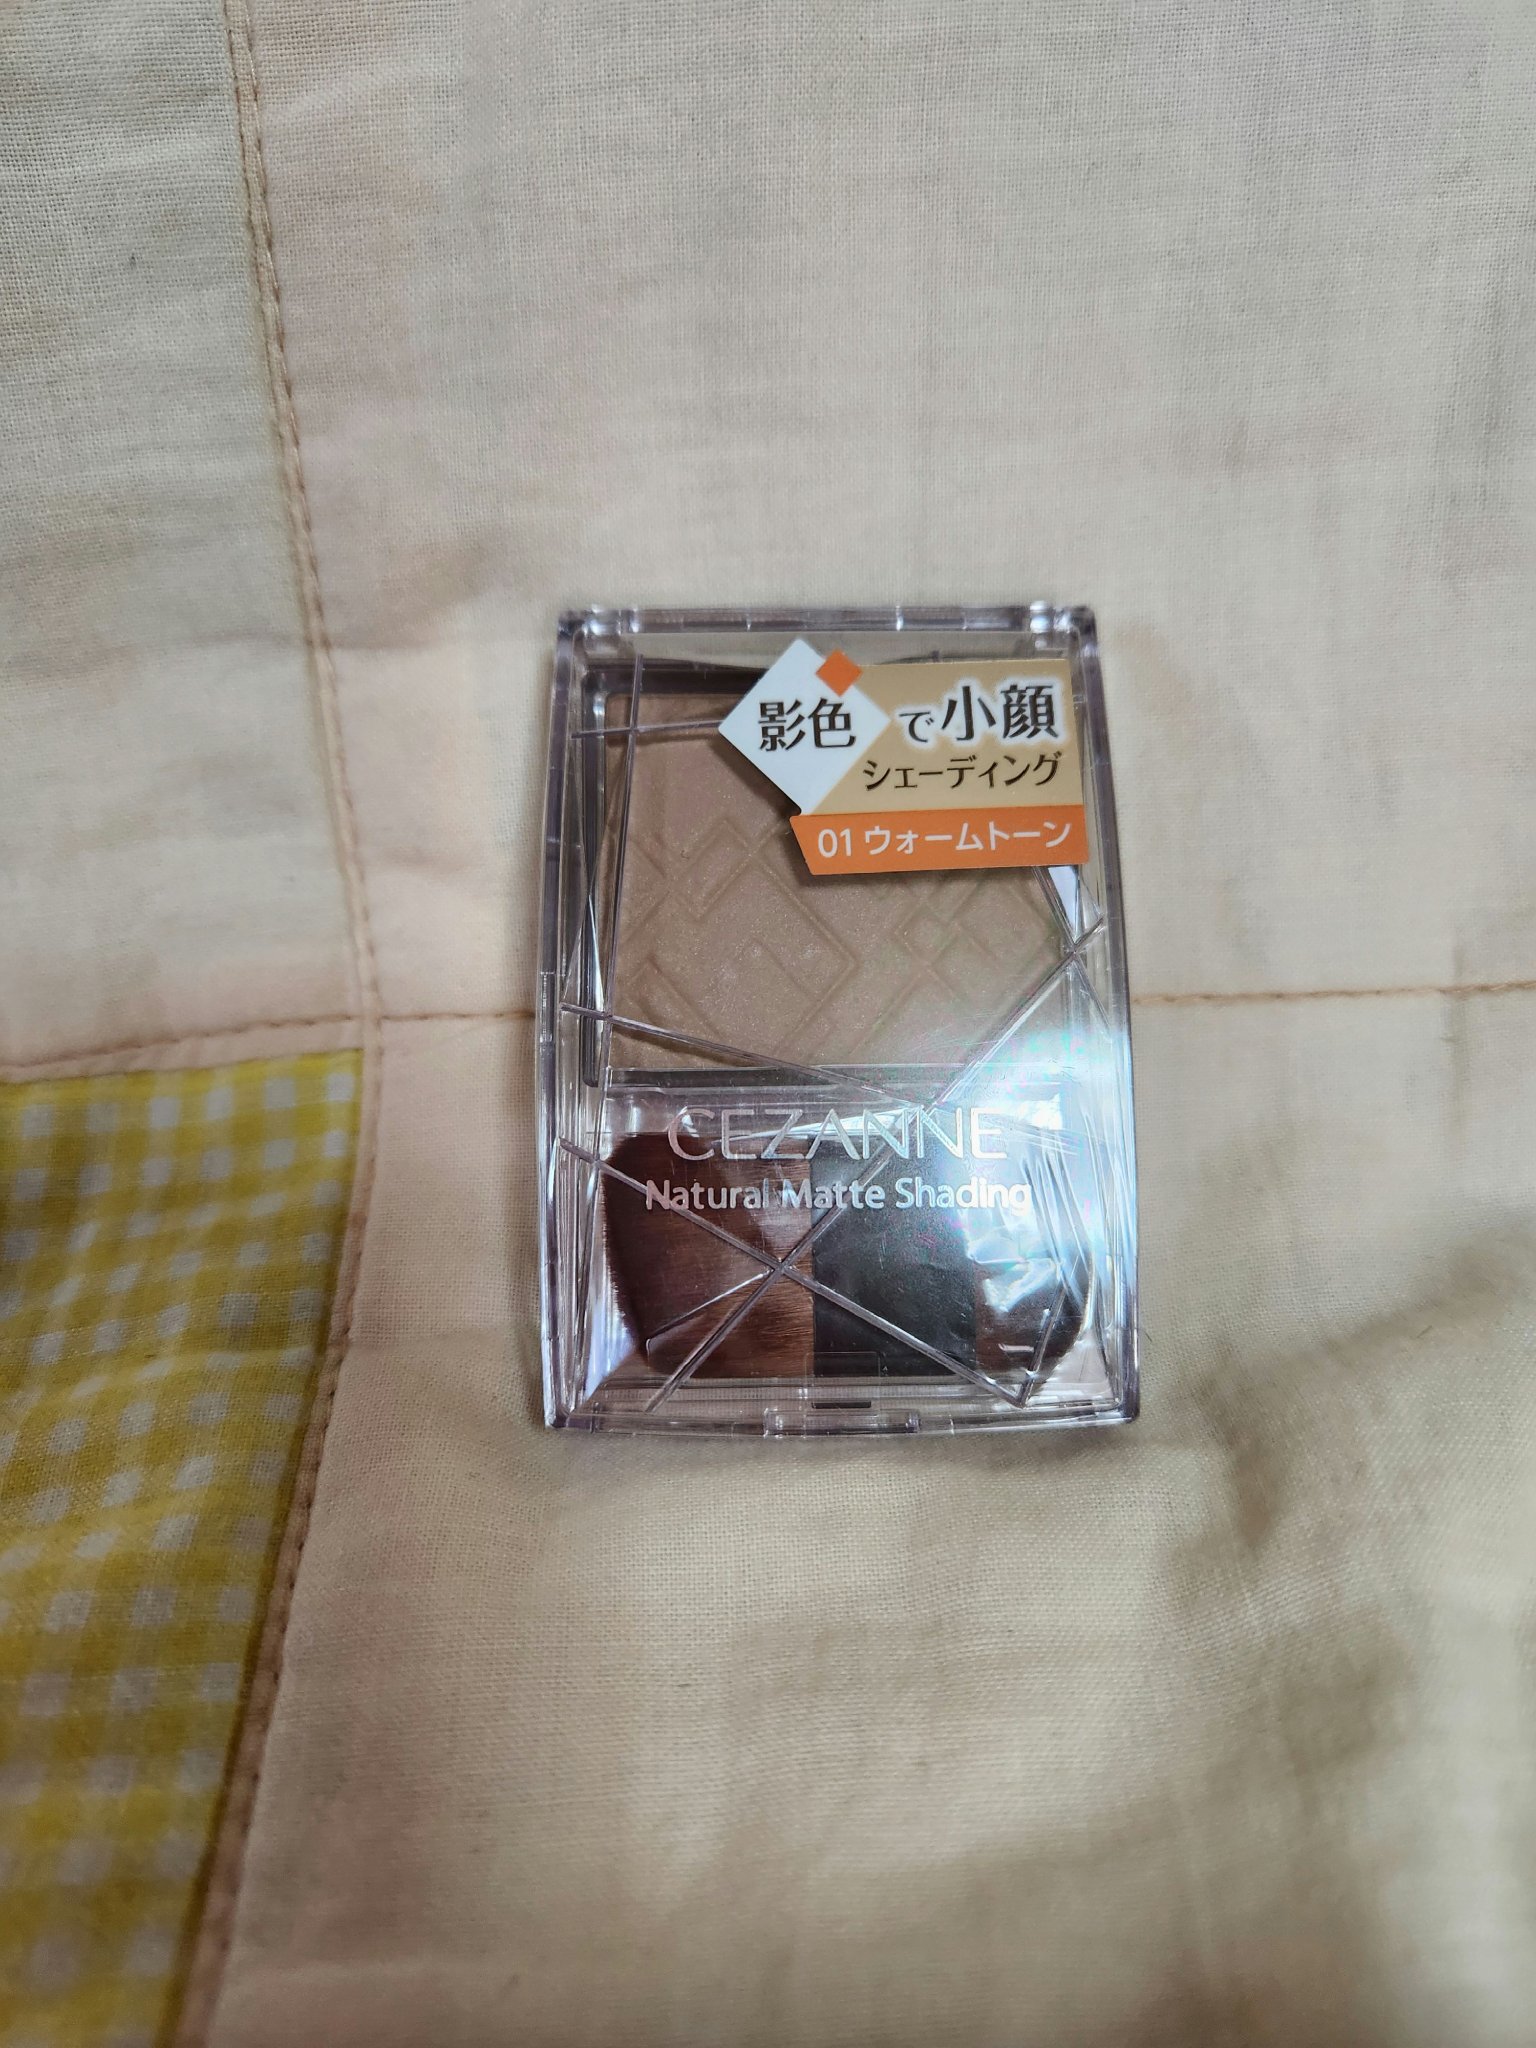 影色で小顔
シェーディング
01 ウォームトーン
CEZANNE
Natural Matte Shading